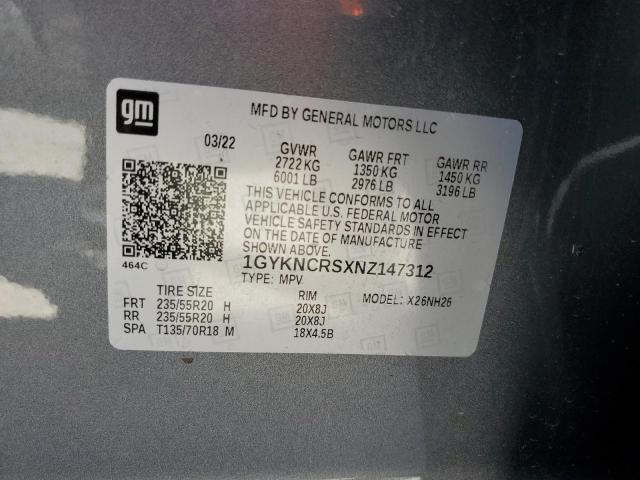 gm
MFD BY GENERAL MOTORS LLC
03/22 GVWR GAWR FRT GAWR RR
2722 KG 1350 KG 1450 KG
6001 LB 2976 LB 3196 LB
THIS VEHICLE CONFORMS TO ALL
APPLICABLE U.S. FEDERAL MOTOR
VEHICLE SAFETY STANDARDS IN EFFECT
ON THE DATE OF MANUFACTURE
SHOWN ABOVE
464C 1GYKNCRSXNZ147312
TYPE: MPV
TIRE SIZE RIM MODEL: X26NH26
FRT 235/55R20 H 20X8J
RR 235/55R20 H 20X8J
SPA T135/70R18 M 18X4.5B